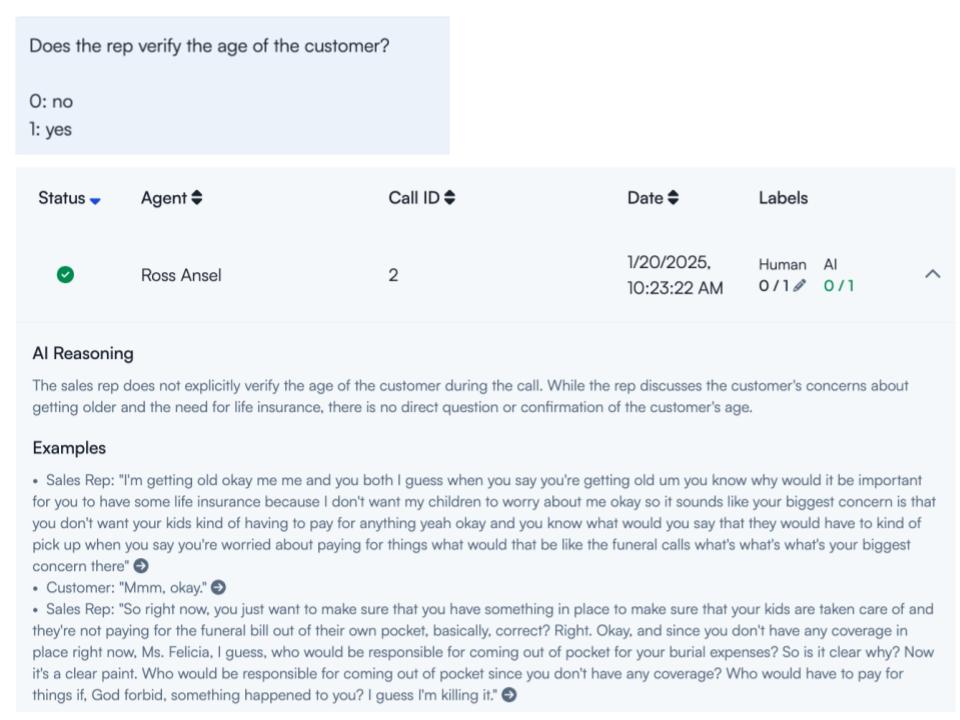 Does the rep verify the age of the customer?
0: no
1: yes
Status Agent Call ID Date Labels
Ross Ansel 2 1/20/2025, 10:23:22 AM Human 0 / 1 AI 0 / 1
AI Reasoning
The sales rep does not explicitly verify the age of the customer during the call. While the rep discusses the customer's concerns about
getting older and the need for life insurance, there is no direct question or confirmation of the customer's age.
Examples
• Sales Rep: "I'm getting old okay me me and you both I guess when you say you're getting old um you know why would it be important
for you to have some life insurance because I don't want my children to worry about me okay so it sounds like your biggest concern is that
you don't want your kids kind of having to pay for anything yeah okay and you know what would you say that they would have to kind of
pick up when you say you're worried about paying for things what would that be like the funeral calls what's what's what's your biggest
concern there"
• Customer: "Mmm, okay."
• Sales Rep: "So right now, you just want to make sure that you have something in place to make sure that your kids are taken care of and
they're not paying for the funeral bill out of their own pocket, basically, correct? Right. Okay, and since you don't have any coverage in
place right now, Ms. Felicia, I guess, who would be responsible for coming out of pocket for your burial expenses? So is it clear why? Now
it's a clear paint. Who would be responsible for coming out of pocket since you don't have any coverage? Who would have to pay for
things if, God forbid, something happened to you? I guess I'm killing it."